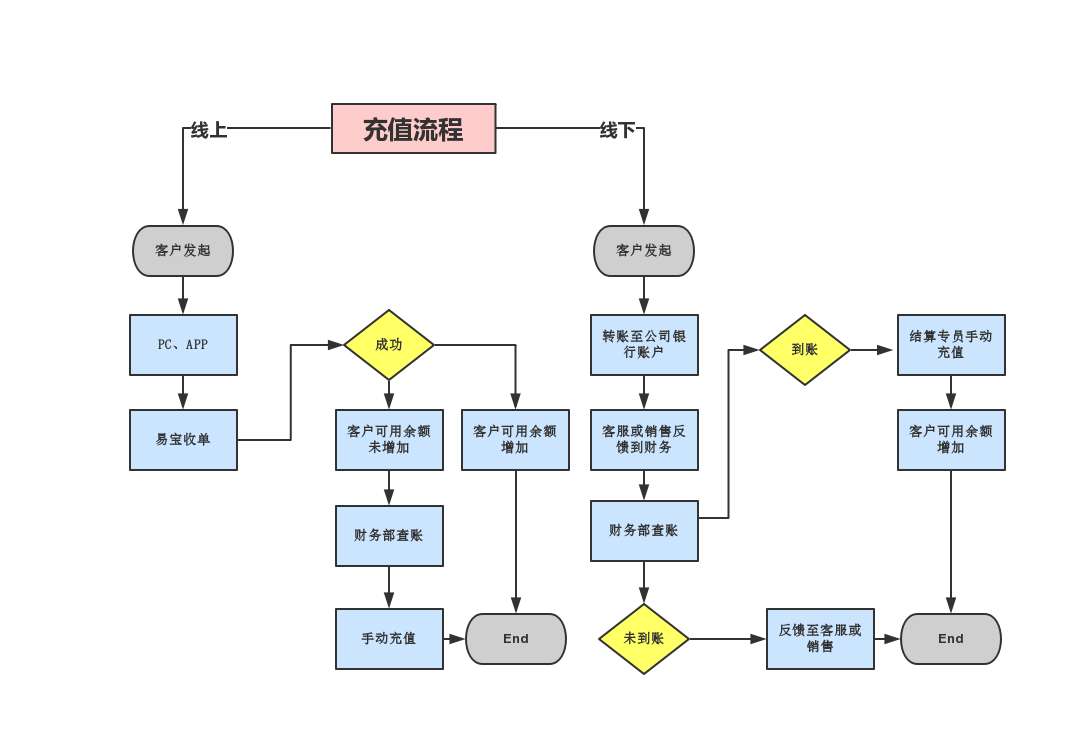 充值流程
线上
线下
客户发起
客户发起
PC、APP
成功
转账至公司银
行账户
到账
结算专员手动
充值
易宝收单
客户可用余额
未增加
客户可用余额
增加
客服或销售反
馈到财务
客户可用余额
增加
财务部查账
财务部查账
手动充值
End
未到账
反馈至客服或
销售
End